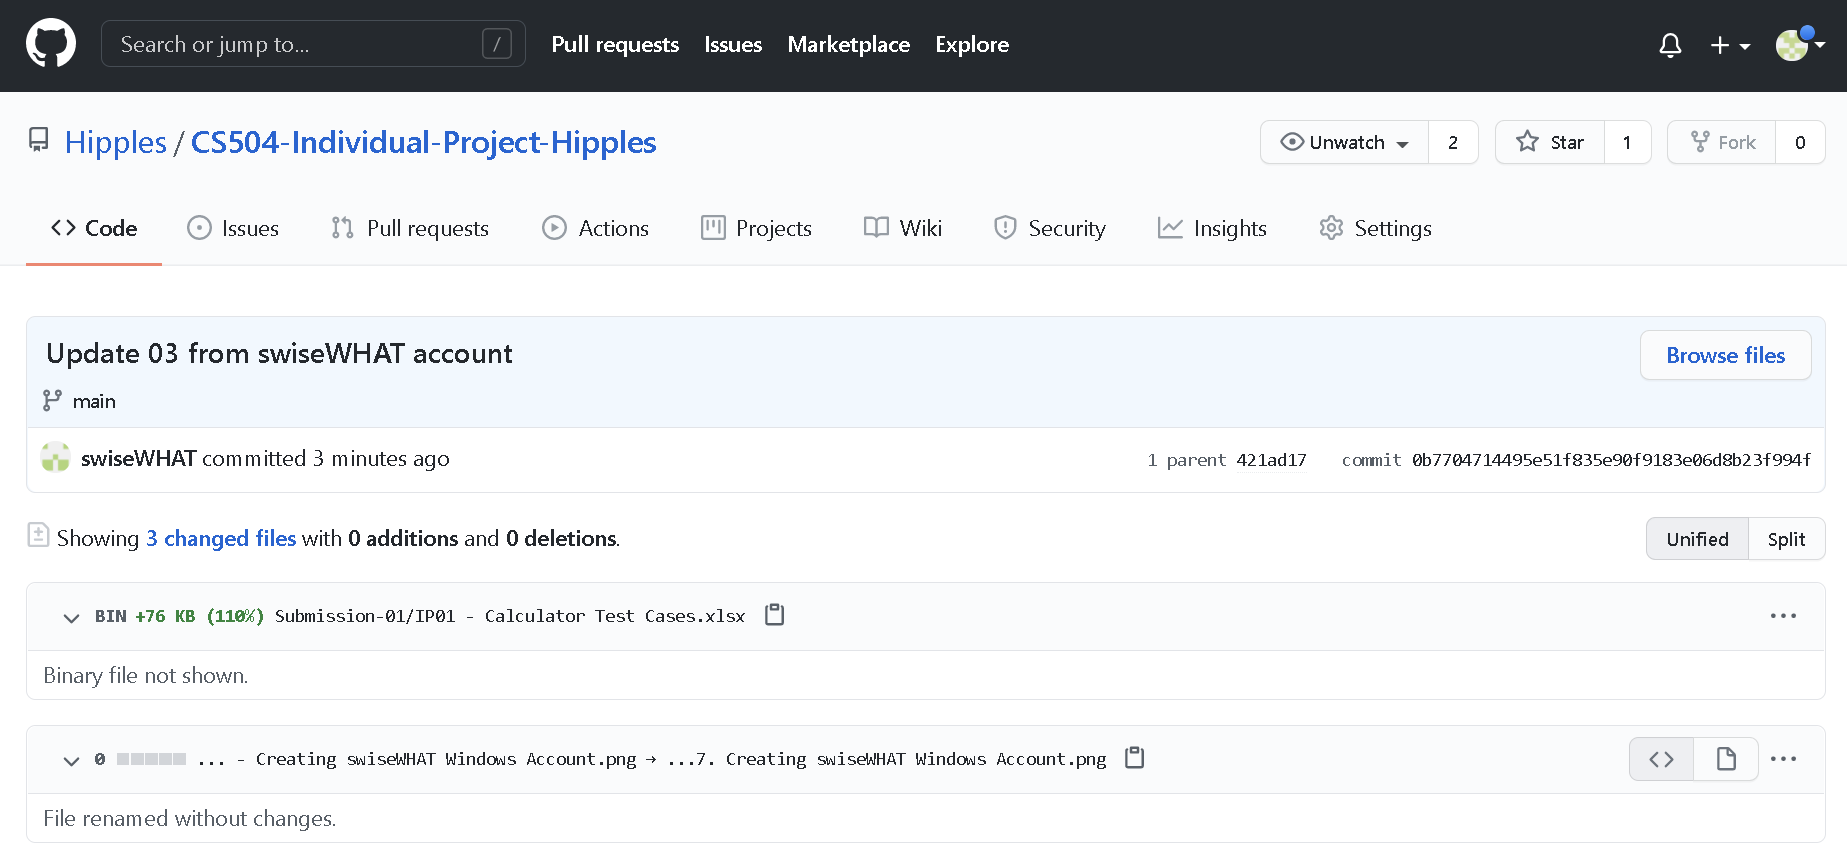 Search or jump to... / Pull requests Issues Marketplace Explore
Hipples / CS504-Individual-Project-Hipples Unwatch 2 Star 1 Fork 0
Code Issues Pull requests Actions Projects Wiki Security Insights Settings
Update 03 from swiseWHAT account Browse files
main
swiseWHAT committed 3 minutes ago 1 parent 421ad17 commit 0b7704714495e51f835e90f9183e06d8b23f994f
Showing 3 changed files with 0 additions and 0 deletions. Unified Split
BIN +76 KB (110%) Submission-01/IP01 - Calculator Test Cases.xlsx
Binary file not shown.
0 ... - Creating swiseWHAT Windows Account.png → ...7. Creating swiseWHAT Windows Account.png
File renamed without changes.